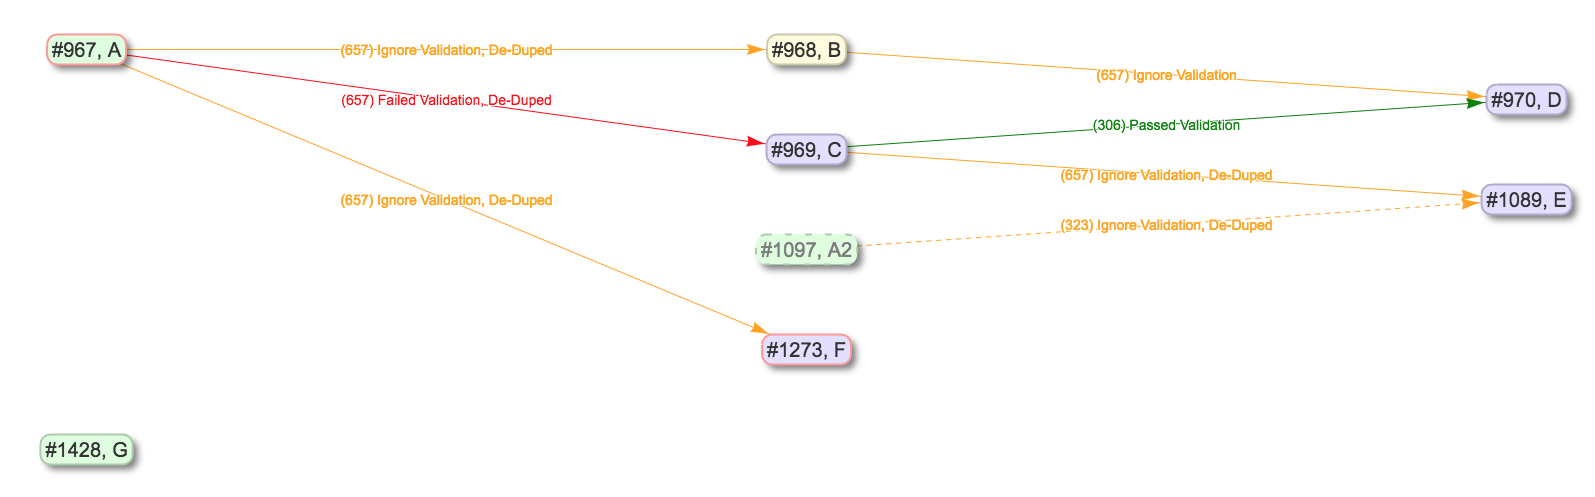 #967, A
(657) Ignore Validation, De-Duped
#968, B
(657) Ignore Validation
#970, D
(657) Failed Validation, De-Duped
(306) Passed Validation
#969, C
(657) Ignore Validation, De-Duped
#1089, E
(657) Ignore Validation, De-Duped
(323) Ignore Validation, De-Duped
#1097, A2
#1273, F
#1428, G